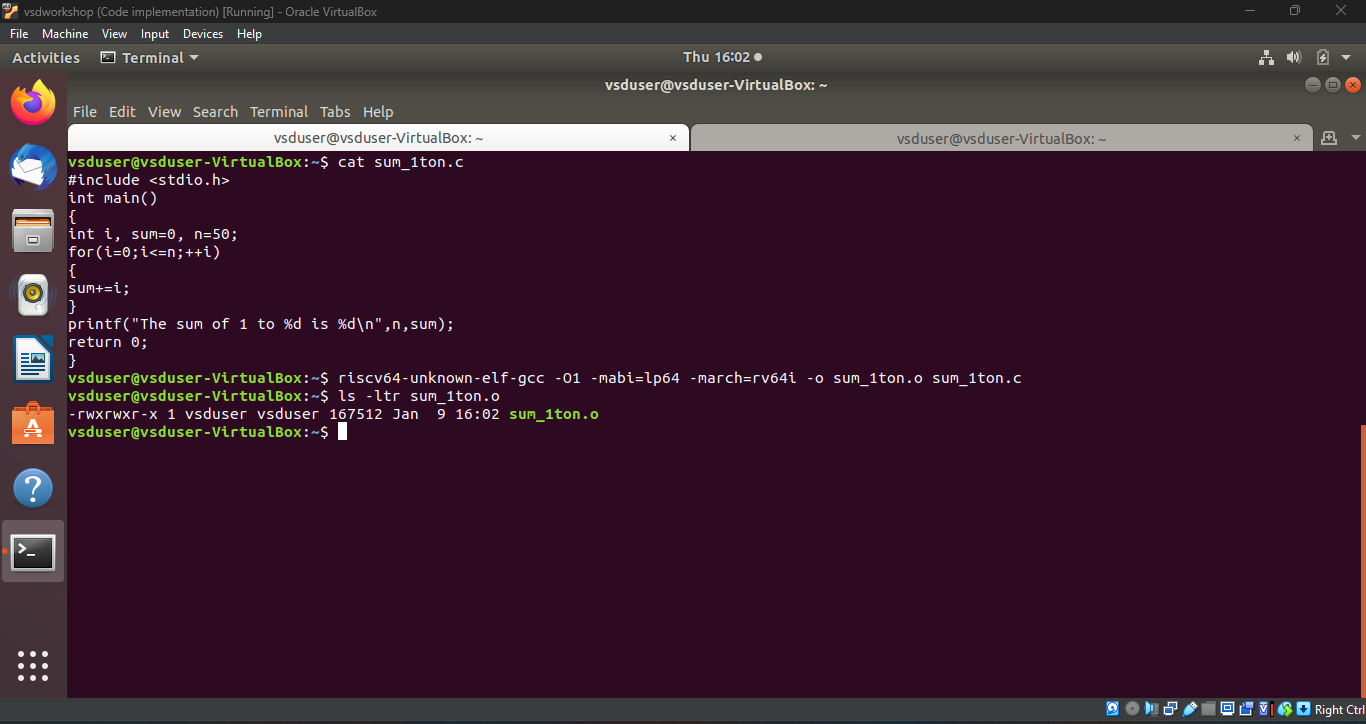 vsdworkshop (Code implementation) [Running] - Oracle VirtualBox
File Machine View Input Devices Help
Activities Terminal Thu 16:02
vsduser@vsduser-VirtualBox: ~
File Edit View Search Terminal Tabs Help
vsduser@vsduser-VirtualBox: ~ × vsduser@vsduser-VirtualBox: ~ ×
vsduser@vsduser-VirtualBox:~$ cat sum_1ton.c
#include <stdio.h>
int main()
{
int i, sum=0, n=50;
for(i=0;i<=n;++i)
{
sum+=i;
}
printf("The sum of 1 to %d is %d\n",n,sum);
return 0;
}
vsduser@vsduser-VirtualBox:~$ riscv64-unknown-elf-gcc -O1 -mabi=lp64 -march=rv64i -o sum_1ton.o sum_1ton.c
vsduser@vsduser-VirtualBox:~$ ls -ltr sum_1ton.o
-rwxrwxr-x 1 vsduser vsduser 167512 Jan  9 16:02 sum_1ton.o
vsduser@vsduser-VirtualBox:~$
Right Ctrl